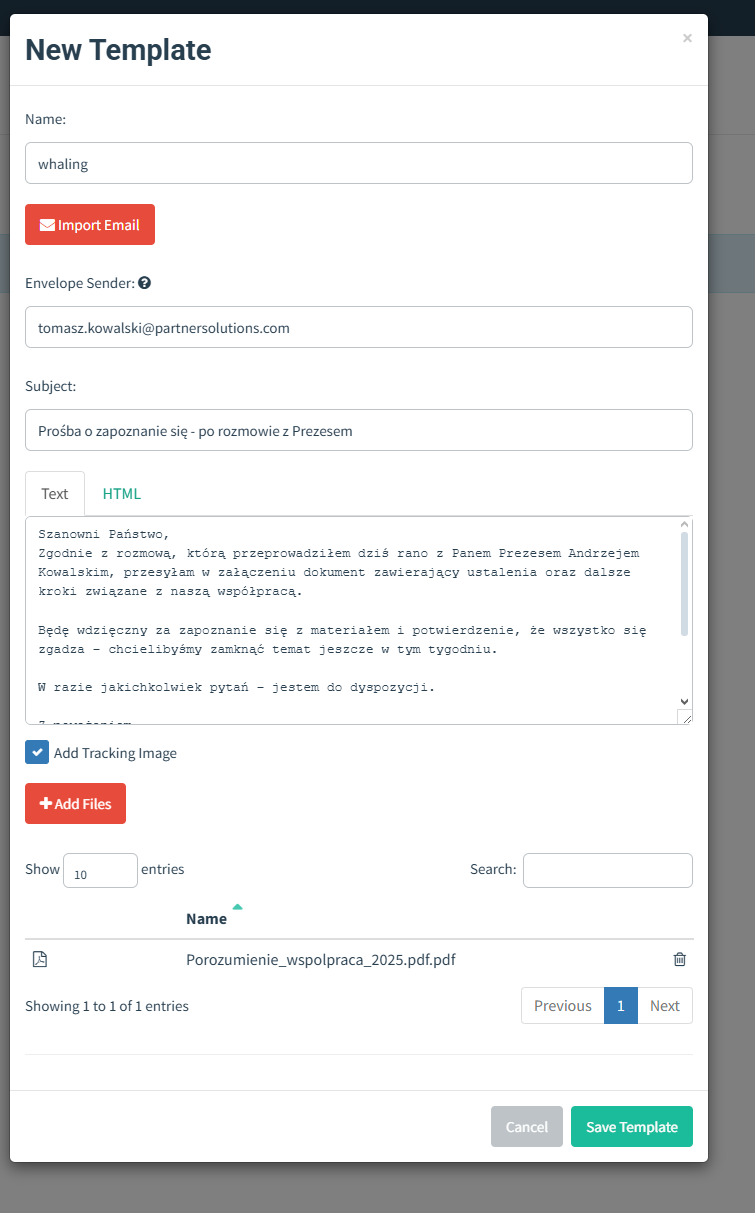 New Template
×
Name:
whaling
Import Email
Envelope Sender:
tomasz.kowalski@partnersolutions.com
Subject:
Prośba o zapoznanie się - po rozmowie z Prezesem
Text HTML
Szanowni Państwo,
Zgodnie z rozmową, którą przeprowadziłem dziś rano z Panem Prezesem Andrzejem
Kowalskim, przesyłam w załączeniu dokument zawierający ustalenia oraz dalsze
kroki związane z naszą współpracą.
Będę wdzięczny za zapoznanie się z materiałem i potwierdzenie, że wszystko się
zgadza – chcielibyśmy zamknąć temat jeszcze w tym tygodniu.
W razie jakichkolwiek pytań – jestem do dyspozycji.
Add Tracking Image
Add Files
Show 10 entries Search:
Name
Porozumienie_wspolpraca_2025.pdf.pdf
Showing 1 to 1 of 1 entries Previous 1 Next
Cancel Save Template